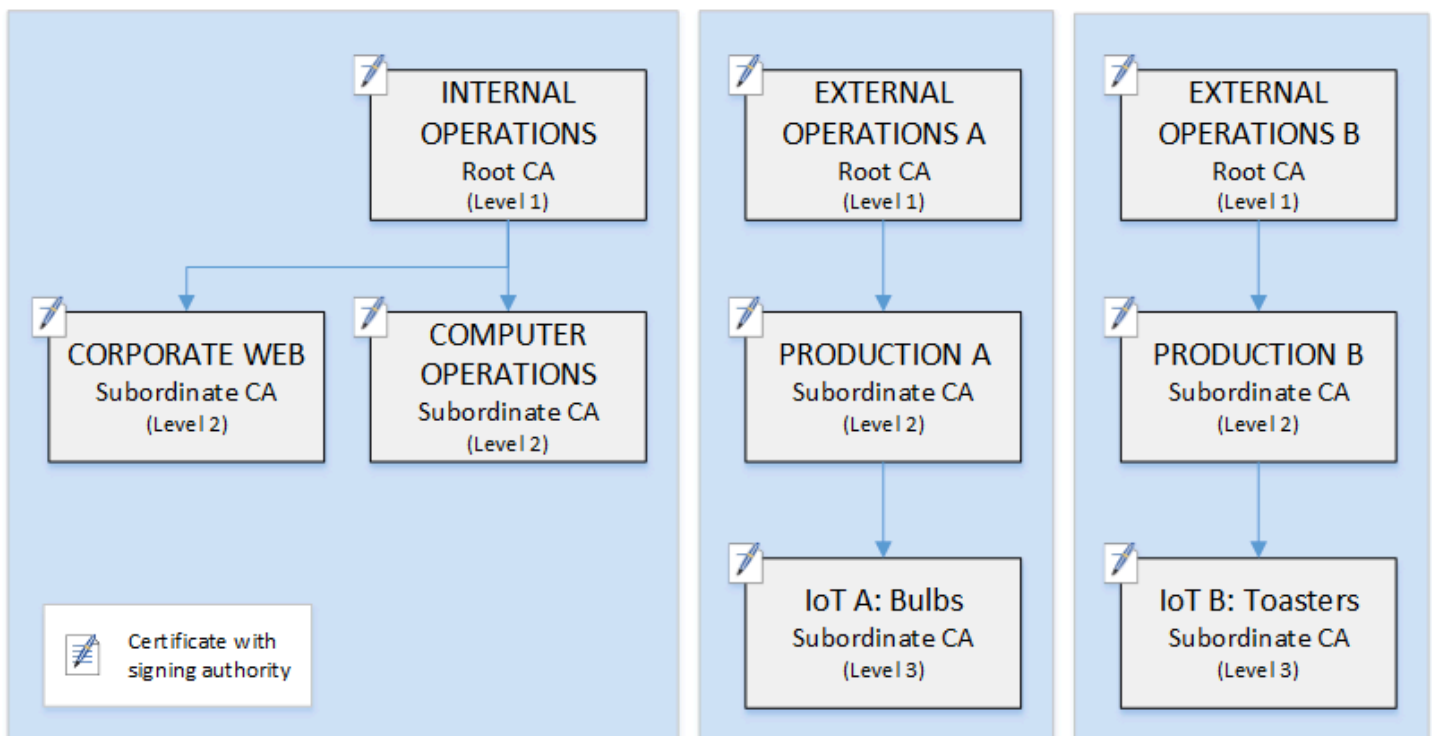 INTERNAL
OPERATIONS
Root CA
(Level 1)
EXTERNAL
OPERATIONS A
Root CA
(Level 1)
EXTERNAL
OPERATIONS B
Root CA
(Level 1)
CORPORATE WEB
Subordinate CA
(Level 2)
COMPUTER
OPERATIONS
Subordinate CA
(Level 2)
PRODUCTION A
Subordinate CA
(Level 2)
PRODUCTION B
Subordinate CA
(Level 2)
IoT A: Bulbs
Subordinate CA
(Level 3)
IoT B: Toasters
Subordinate CA
(Level 3)
Certificate with
signing authority